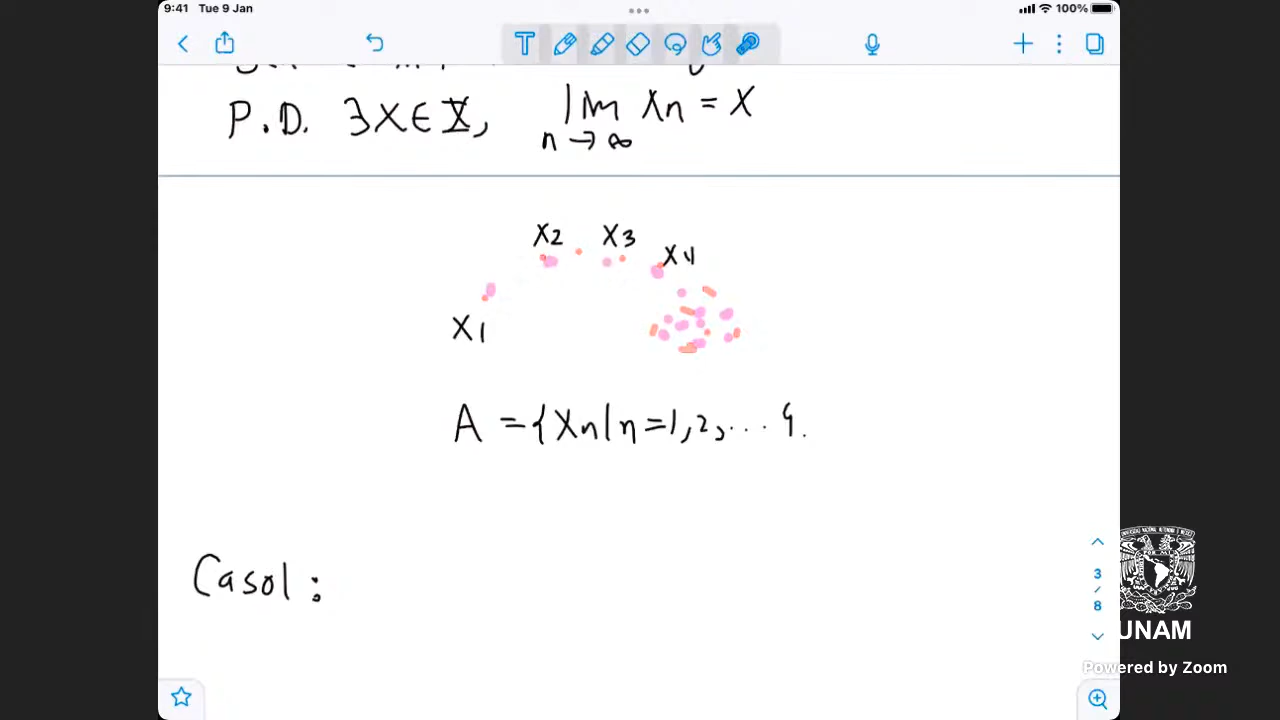 9:41 Tue 9 Jan
100%
P.D. ∃X∈X, lim Xn = X
n→∞
X2 X3
X4
X1
A = {Xn|n=1,2,... }.
Caso1:
3
/
8
UNAM
Powered by Zoom